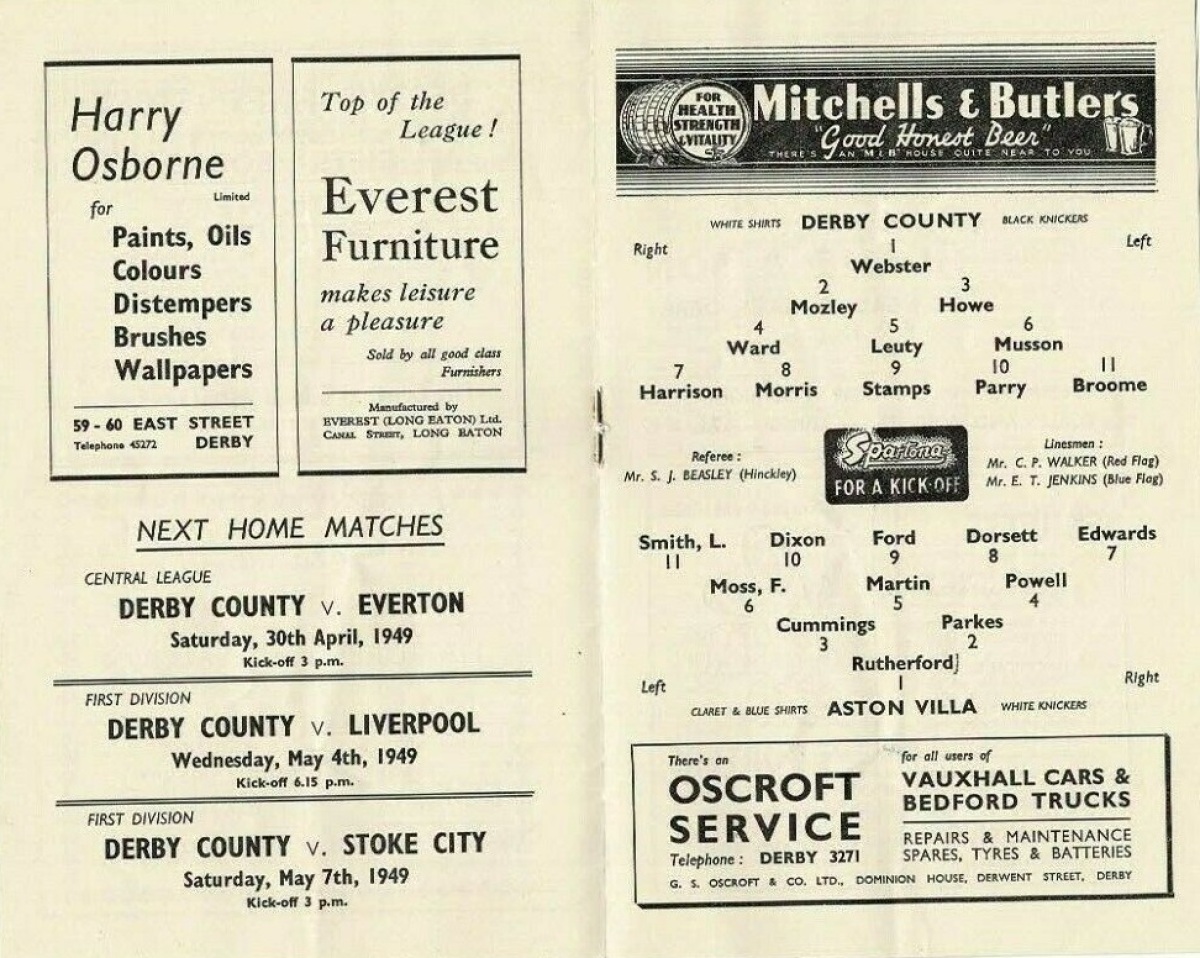 Harry
Osborne
Limited
for
Paints, Oils
Colours
Distempers
Brushes
Wallpapers
59 - 60 EAST STREET
Telephone 45272 DERBY
Top of the
League !
Everest
Furniture
makes leisure
a pleasure
Sold by all good class
Furnishers
Manufactured by
EVEREST (LONG EATON) Ltd.
CANAL STREET, LONG EATON
NEXT HOME MATCHES
CENTRAL LEAGUE
DERBY COUNTY v. EVERTON
Saturday, 30th April, 1949
Kick-off 3 p.m.
FIRST DIVISION
DERBY COUNTY v. LIVERPOOL
Wednesday, May 4th, 1949
Kick-off 6.15 p.m.
FIRST DIVISION
DERBY COUNTY v. STOKE CITY
Saturday, May 7th, 1949
Kick-off 3 p.m.
FOR
HEALTH
STRENGTH
& VITALITY
Mitchells & Butlers
"Good Honest Beer"
THERE'S AN M&B HOUSE QUITE NEAR TO YOU
WHITE SHIRTS DERBY COUNTY BLACK KNICKERS
Right 1 Left
Webster
2 3
Mozley Howe
4 5 6
Ward Leuty Musson
7 8 9 10 11
Harrison Morris Stamps Parry Broome
Referee :
Mr. S. J. BEASLEY (Hinckley)
Spartona
FOR A KICK-OFF
Linesmen :
Mr. C. P. WALKER (Red Flag)
Mr. E. T. JENKINS (Blue Flag)
Smith, L. Dixon Ford Dorsett Edwards
11 10 9 8 7
Moss, F. Martin Powell
6 5 4
Cummings Parkes
3 2
Rutherford
Left 1 Right
CLARET & BLUE SHIRTS ASTON VILLA WHITE KNICKERS
There's an
OSCROFT
SERVICE
Telephone : DERBY 3271
for all users of
VAUXHALL CARS &
BEDFORD TRUCKS
REPAIRS & MAINTENANCE
SPARES, TYRES & BATTERIES
G. S. OSCROFT & CO. LTD., DOMINION HOUSE, DERWENT STREET, DERBY